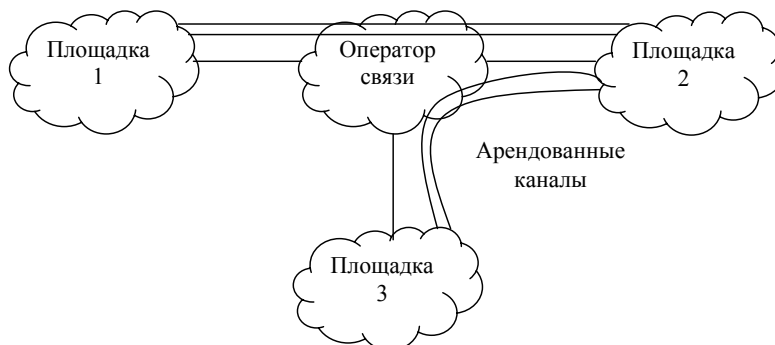 Площадка
1
Оператор
связи
Площадка
2
Арендованные
каналы
Площадка
3